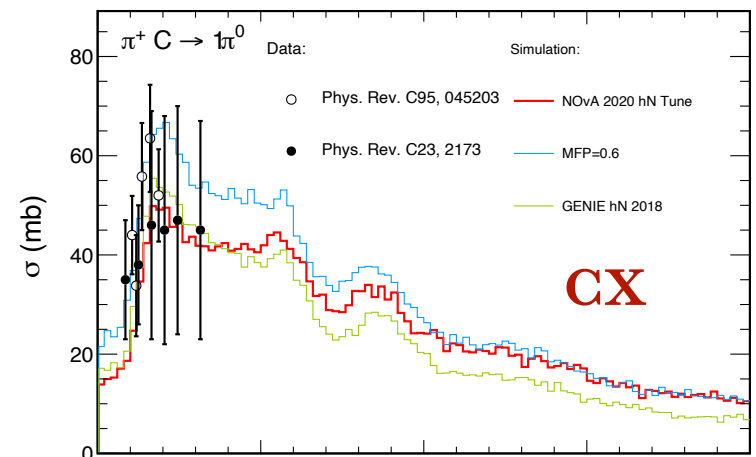 π⁺ C → 1π⁰
Data:
Simulation:
Phys. Rev. C95, 045203
NOvA 2020 hN Tune
Phys. Rev. C23, 2173
MFP=0.6
GENIE hN 2018
CX
σ (mb)
80
60
40
20
0